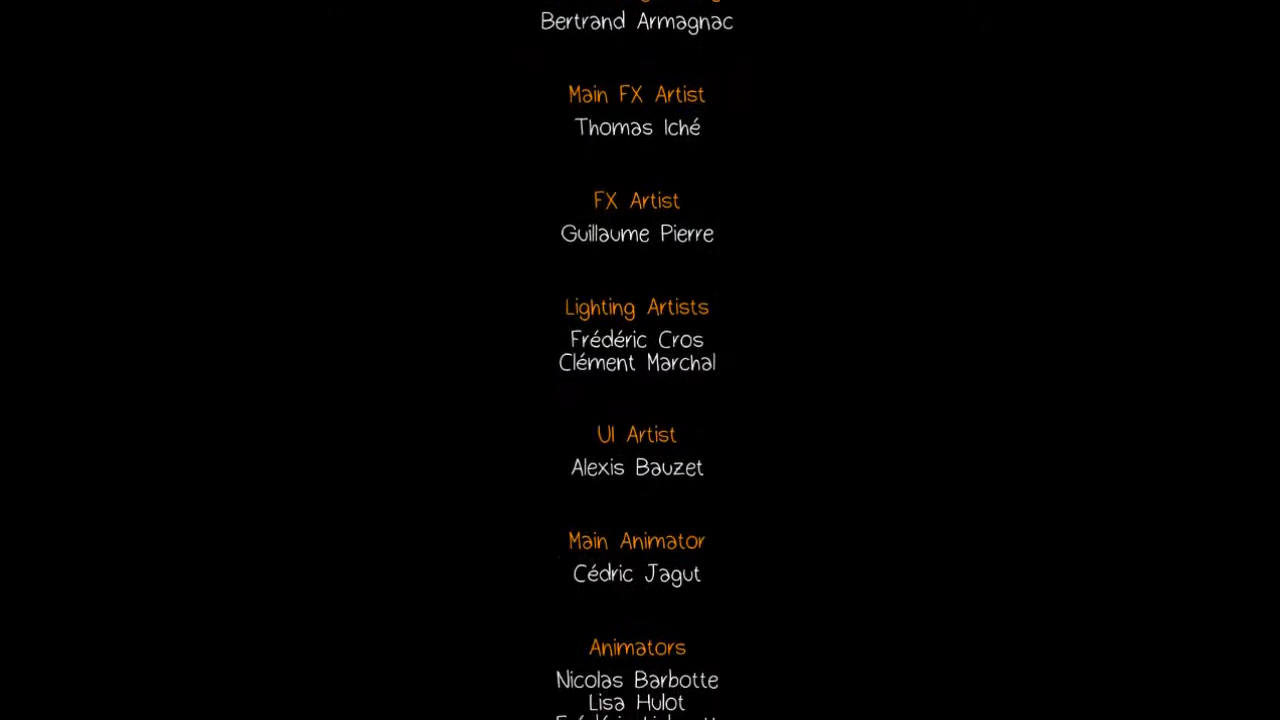 Bertrand Armagnac
Main FX Artist
Thomas Iché
FX Artist
Guillaume Pierre
Lighting Artists
Frédéric Cros
Clément Marchal
UI Artist
Alexis Bauzet
Main Animator
Cédric Jagut
Animators
Nicolas Barbotte
Lisa Hulot